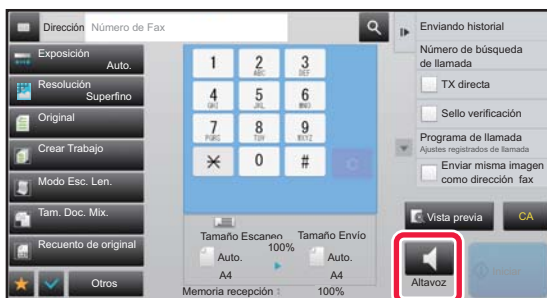 Dirección
Número de Fax
Exposición
Auto.
Resolución
Superfino
Original
Crear Trabajo
Modo Esc. Len.
Tam. Doc. Mix.
Recuento de original
Otros
1
2
ABC
3
DEF
4
GHI
5
JKL
6
MNO
7
PQRS
8
TUV
9
WXYZ
0
#
C
Tamaño Escaneo
Tamaño Envío
100%
Auto.
Auto.
A4
A4
Memoria recepción :
100%
Enviando historial
Número de búsqueda
de llamada
TX directa
Sello verificación
Programa de llamada
Ajustes registrados de llamada
Enviar misma imagen
como dirección fax
Vista previa
CA
Altavoz
Iniciar